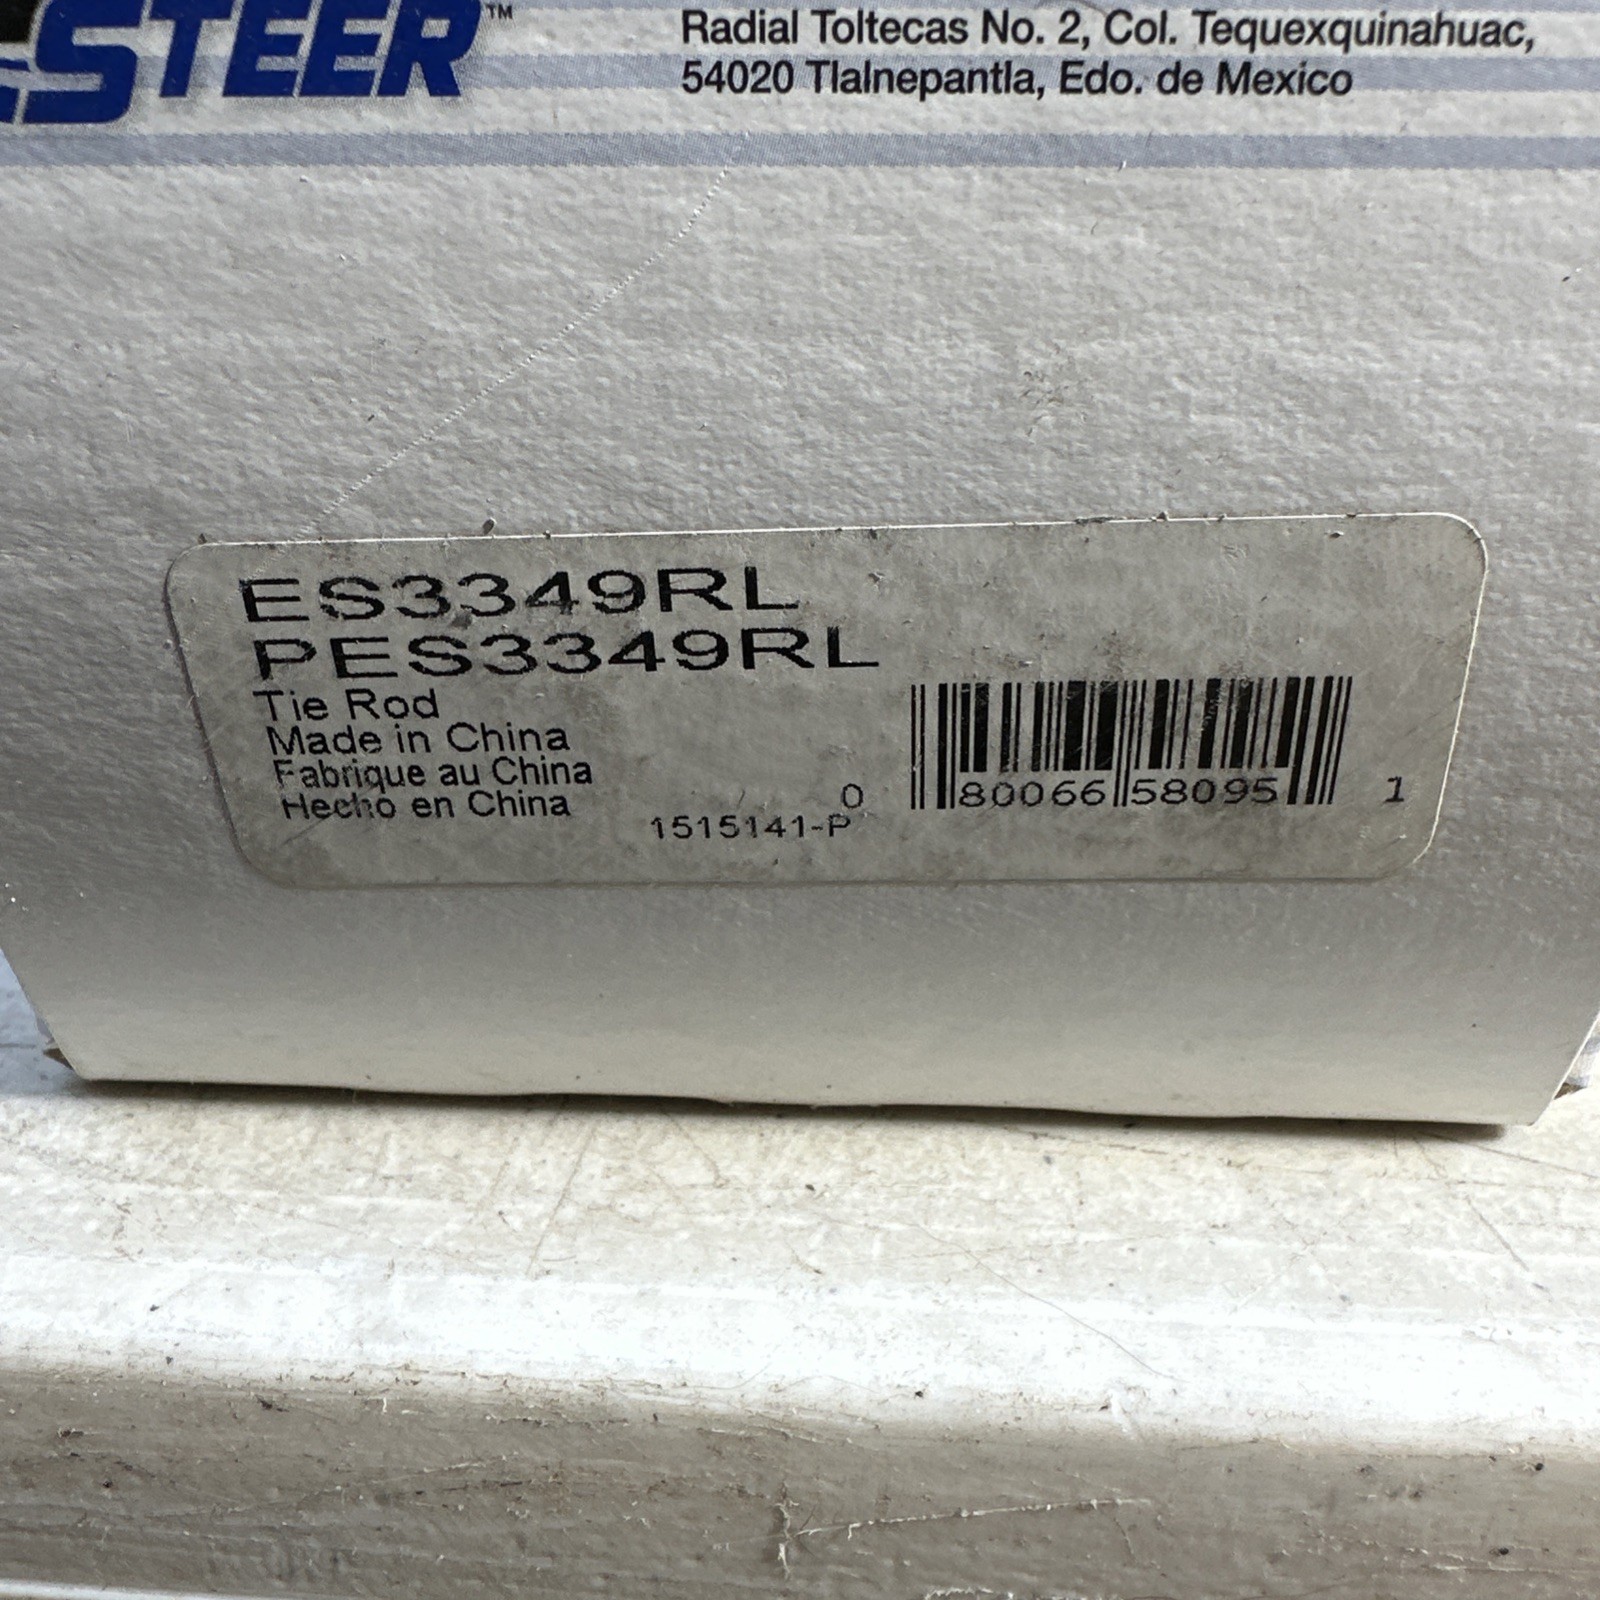 STEER™
Radial Toltecas No. 2, Col. Tequexquinahuac,
54020 Tlalnepantla, Edo. de Mexico
ES3349RL
PES3349RL
Tie Rod
Made in China
Fabrique au China
Hecho en China
0 80066 58095 1
1515141-P